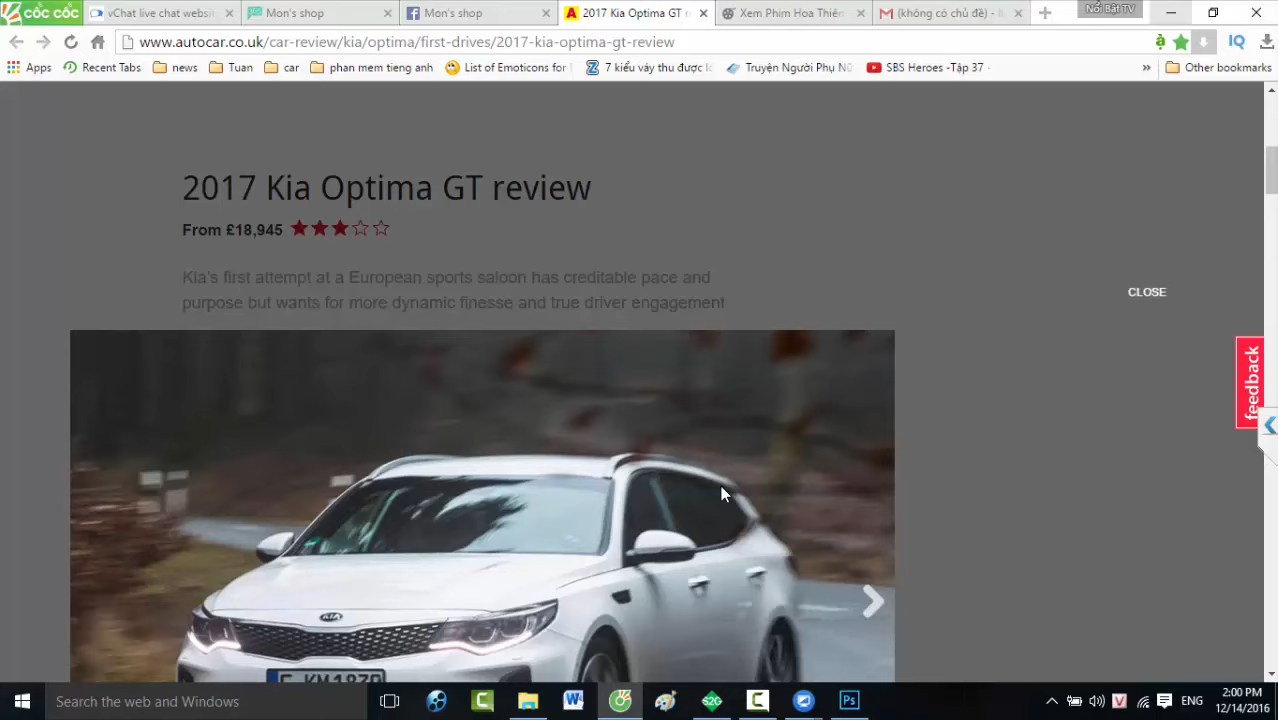 cốc cốc
vChat live chat websit
Mon's shop
Mon's shop
2017 Kia Optima GT r
Xem Phim Hoa Thiên
(không có chủ đề) -
Nổi Bật TV
www.autocar.co.uk/car-review/kia/optima/first-drives/2017-kia-optima-gt-review
Apps
Recent Tabs
news
Tuan
car
phan mem tieng anh
List of Emoticons for
7 kiểu váy thu được l
Truyện Người Phụ Nữ
SBS Heroes -Tập 37 -
»
Other bookmarks
2017 Kia Optima GT review
From £18,945
Kia's first attempt at a European sports saloon has creditable pace and
purpose but wants for more dynamic finesse and true driver engagement
CLOSE
feedback
KIA
Search the web and Windows
S2G
Ps
V
ENG
2:00 PM
12/14/2016